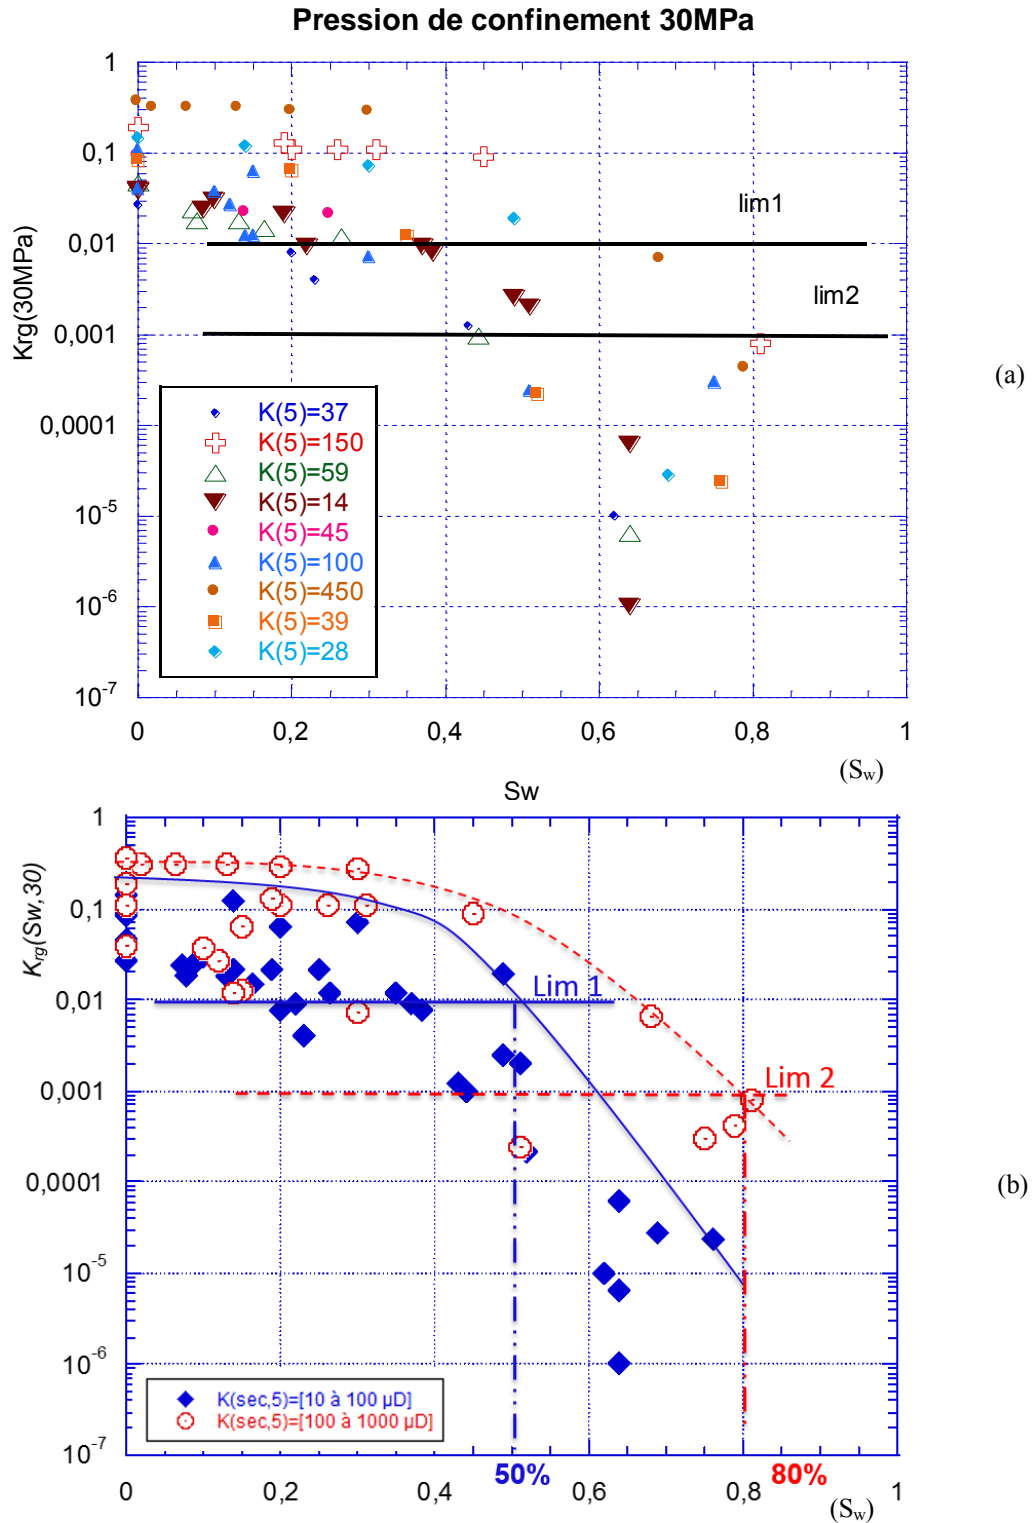 Pression de confinement 30MPa
1
0,1
0,01
0,001
0,0001
10-5
10-6
10-7
Krg(30MPa)
lim1
lim2
(a)
K(5)=37
K(5)=150
K(5)=59
K(5)=14
K(5)=45
K(5)=100
K(5)=450
K(5)=39
K(5)=28
0
0,2
0,4
0,6
0,8
1
(Sw)
Sw
1
0,1
0,01
0,001
0,0001
10-5
10-6
10-7
Krg(Sw,30)
Lim 1
Lim 2
(b)
K(sec,5)=[10 à 100 µD]
K(sec,5)=[100 à 1000 µD]
50%
80%
0
0,2
0,4
0,6
0,8
1
(Sw)